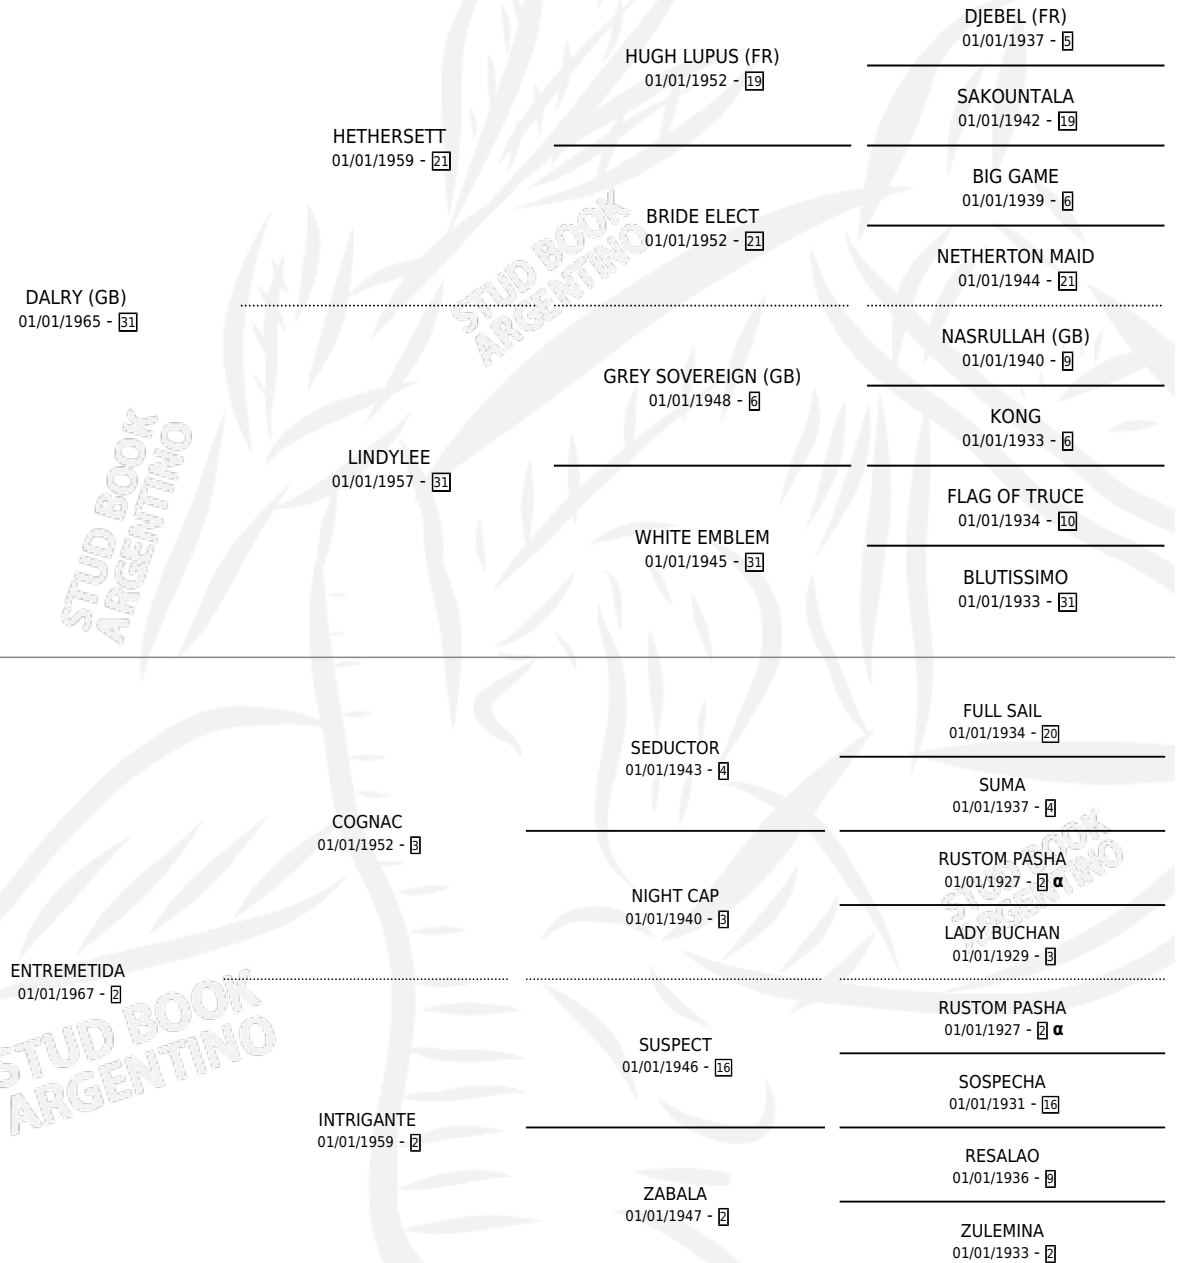 DJEBEL (FR)
01/01/1937 - 5
HUGH LUPUS (FR)
01/01/1952 - 19
SAKOUNTALA
01/01/1942 - 19
HETHERSETT
01/01/1959 - 21
BIG GAME
01/01/1939 - 6
BRIDE ELECT
01/01/1952 - 21
NETHERTON MAID
01/01/1944 - 21
DALRY (GB)
01/01/1965 - 31
NASRULLAH (GB)
01/01/1940 - 9
GREY SOVEREIGN (GB)
01/01/1948 - 6
KONG
01/01/1933 - 6
LINDYLEE
01/01/1957 - 31
FLAG OF TRUCE
01/01/1934 - 10
WHITE EMBLEM
01/01/1945 - 31
BLUTISSIMO
01/01/1933 - 31
FULL SAIL
01/01/1934 - 20
SEDUCTOR
01/01/1943 - 4
SUMA
01/01/1937 - 4
COGNAC
01/01/1952 - 3
RUSTOM PASHA
01/01/1927 - 2 α
NIGHT CAP
01/01/1940 - 3
LADY BUCHAN
01/01/1929 - 3
ENTREMETIDA
01/01/1967 - 2
RUSTOM PASHA
01/01/1927 - 2 α
SUSPECT
01/01/1946 - 16
SOSPECHA
01/01/1931 - 16
INTRIGANTE
01/01/1959 - 2
RESALAO
01/01/1936 - 9
ZABALA
01/01/1947 - 2
ZULEMINA
01/01/1933 - 2
STUD BOOK
ARGENTINO
STUD BOOK
ARGENTINO
STUD BOOK
ARGENTINO
STUD BOOK
ARGENTINO